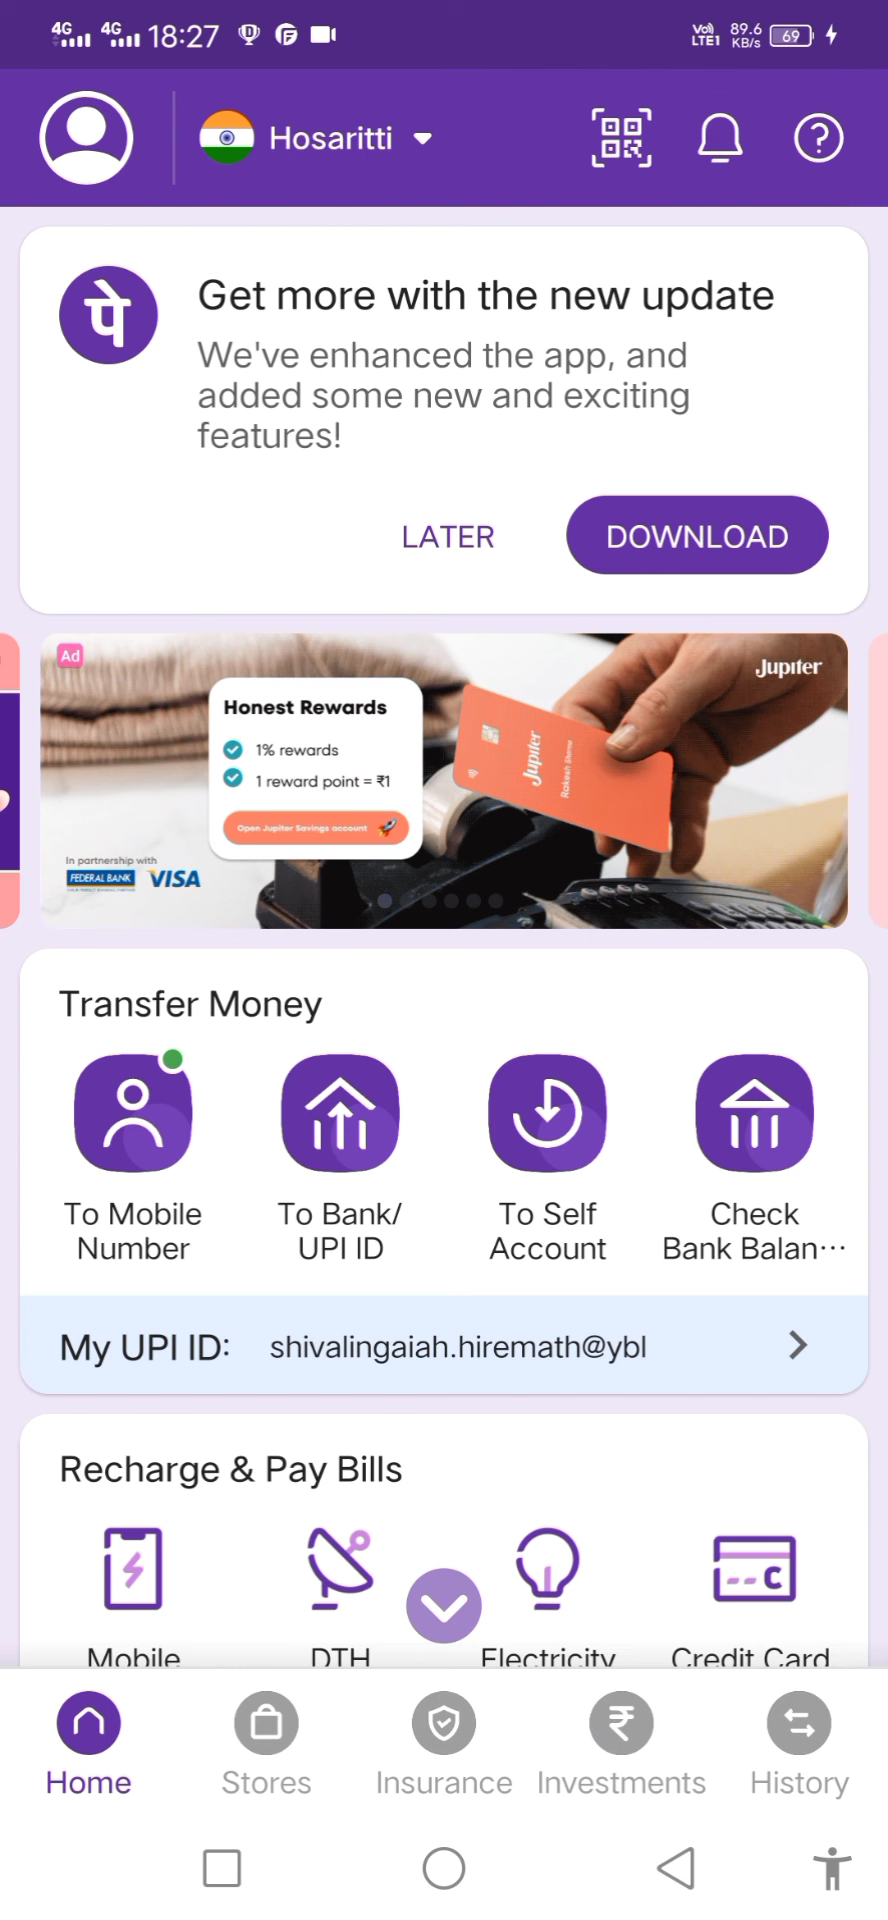 4G 4G 18:27 Vo) LTE1 89.6 KB/s 69
Hosaritti
पे
Get more with the new update
We've enhanced the app, and
added some new and exciting
features!
LATER DOWNLOAD
Ad
Jupiter
Honest Rewards
1% rewards
1 reward point = ₹1
Open Jupiter Savings account
Jupiter
In partnership with
FEDERAL BANK VISA
Transfer Money
To Mobile
Number
To Bank/
UPI ID
To Self
Account
Check
Bank Balan...
My UPI ID: shivalingaiah.hiremath@ybl
Recharge & Pay Bills
Mobile DTH Electricity Credit Card
Home Stores Insurance Investments History